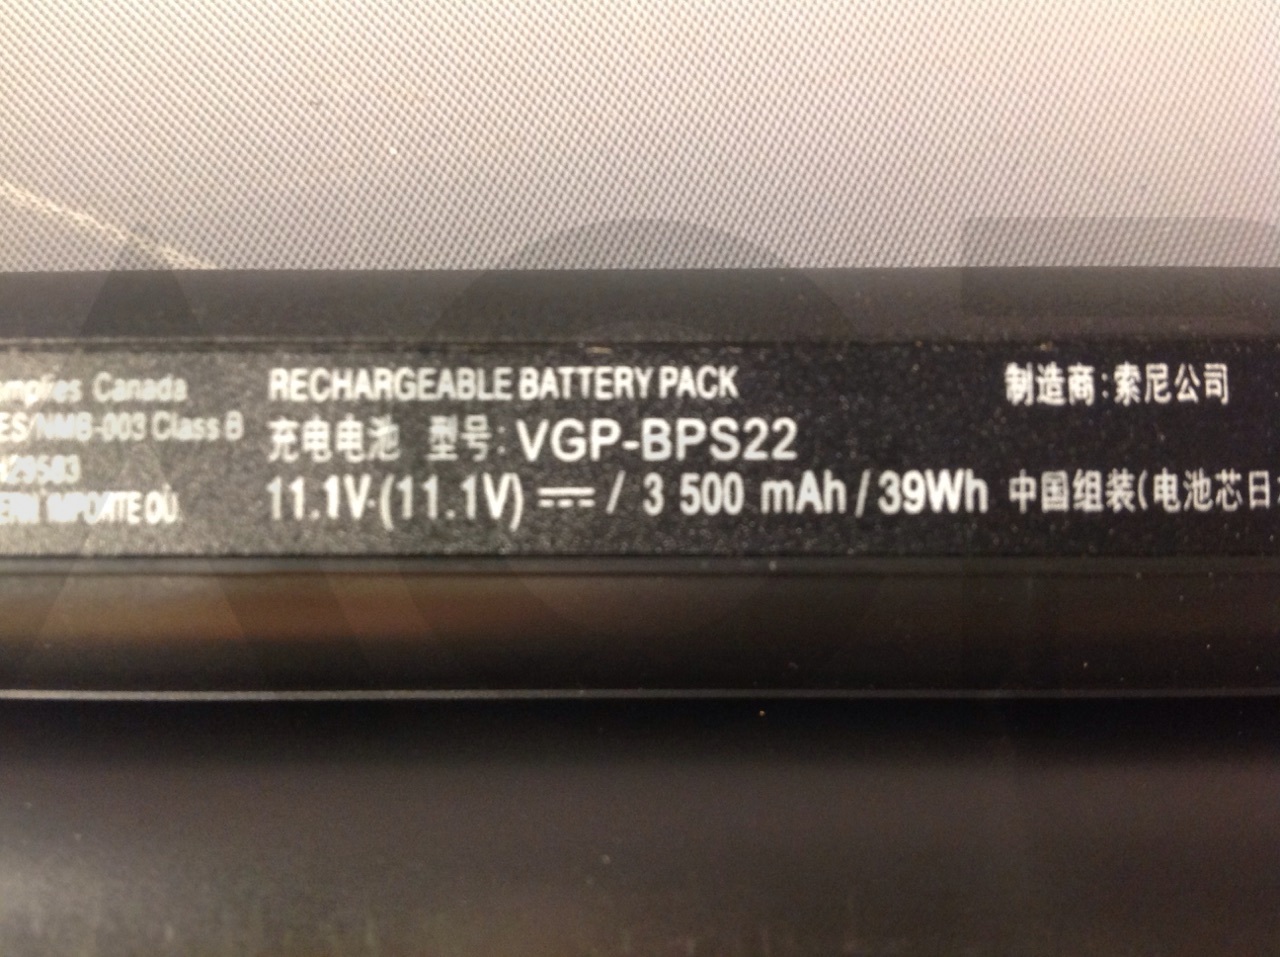 Canada
RECHARGEABLE BATTERY PACK
制造商:索尼公司
ES/NMB-003 Class B
充电电池 型号: VGP-BPS22
29583
11.1V (11.1V) ⎓ / 3 500 mAh / 39Wh
中国组装(电池芯日